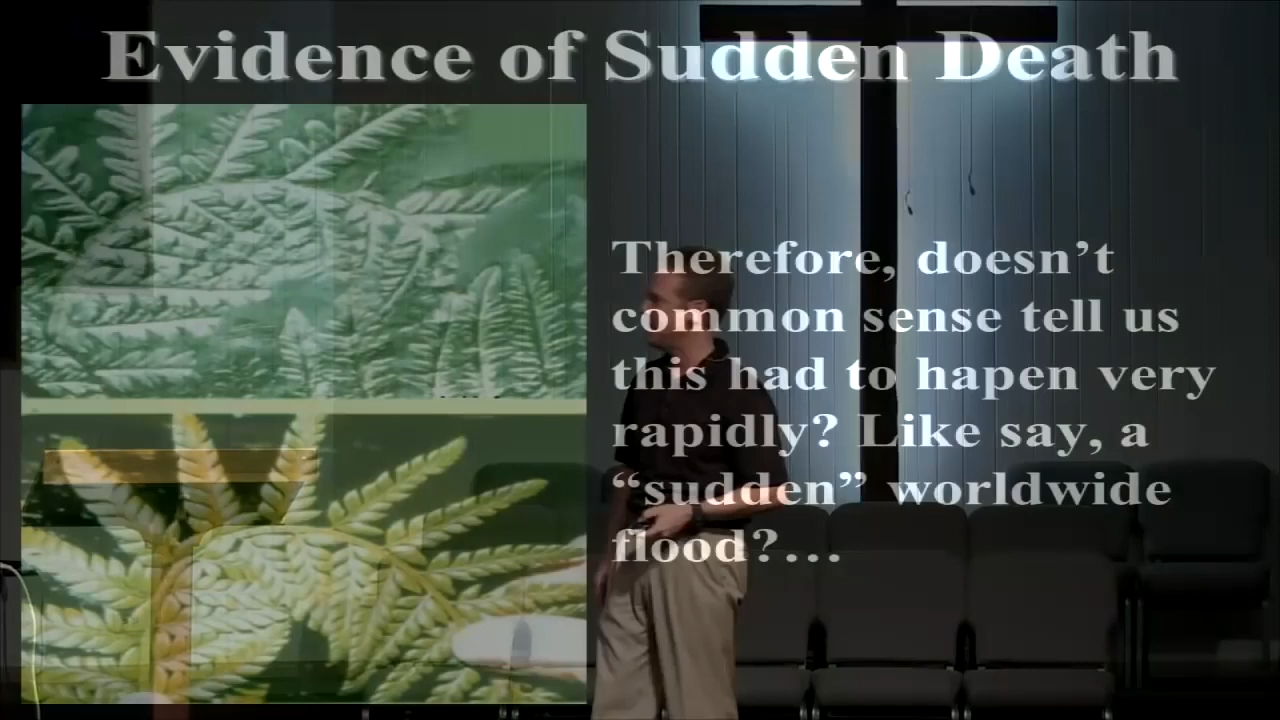 Evidence of Sudden Death
Therefore, doesn’t
common sense tell us
this had to hapen very
rapidly? Like say, a
“sudden” worldwide
flood?...